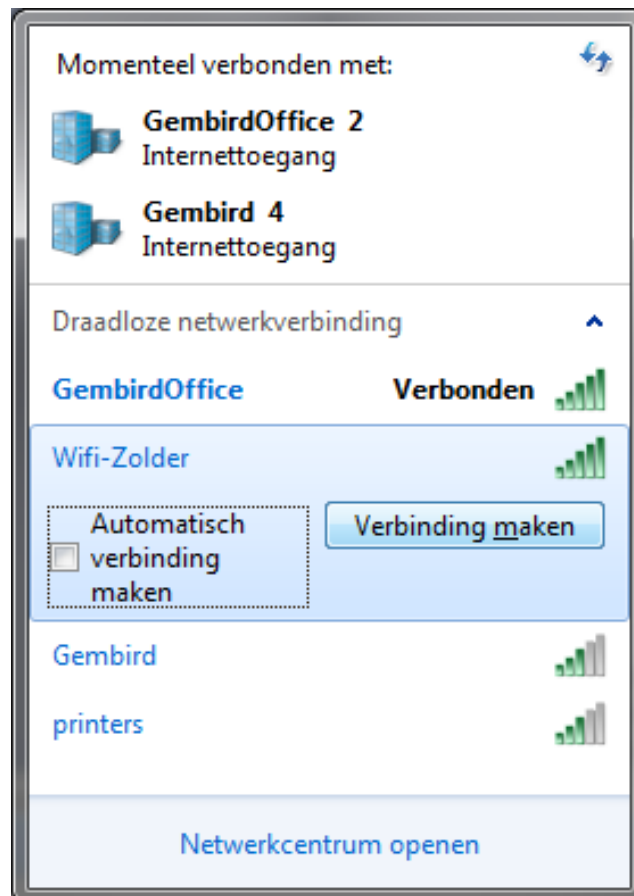 Momenteel verbonden met:
GembirdOffice 2
Internettoegang
Gembird 4
Internettoegang
Draadloze netwerkverbinding
GembirdOffice Verbonden
Wifi-Zolder
Automatisch
verbinding
maken
Verbinding maken
Gembird
printers
Netwerkcentrum openen